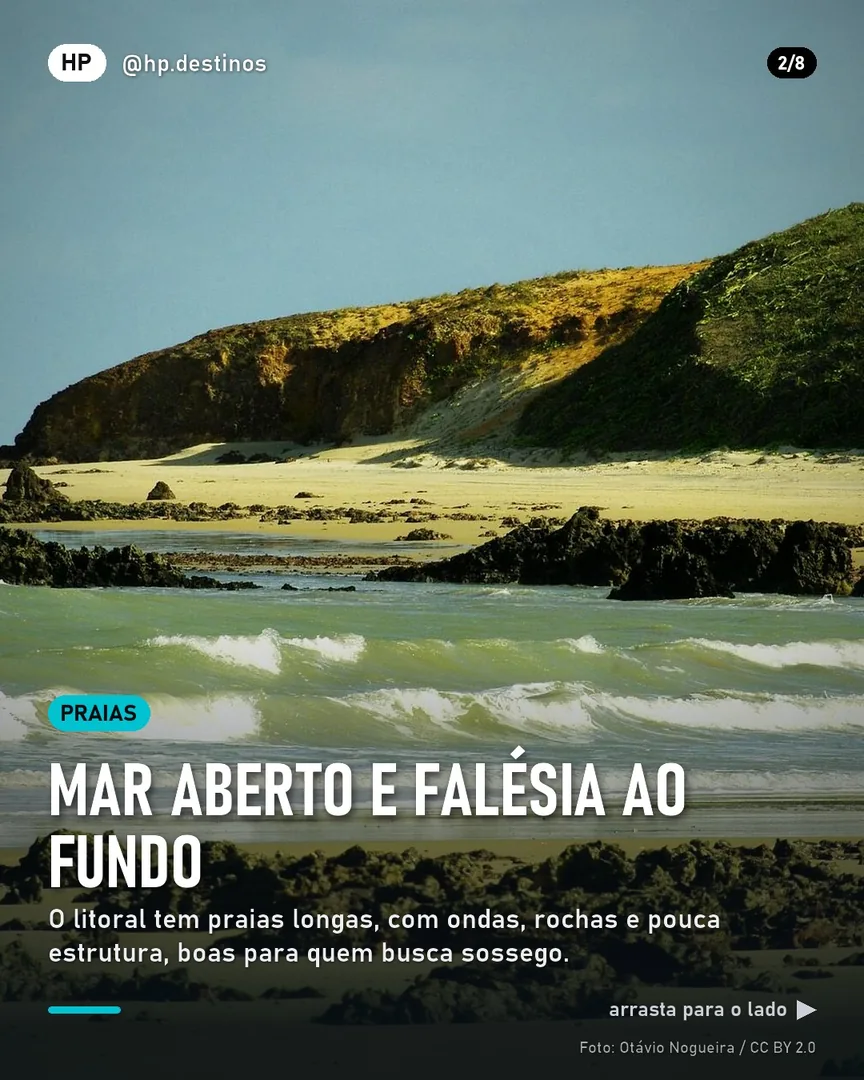 HP @hp.destinos 2/8
PRAIAS
MAR ABERTO E FALÉSIA AO
FUNDO
O litoral tem praias longas, com ondas, rochas e pouca
estrutura, boas para quem busca sossego.
arrasta para o lado ▶
Foto: Otávio Nogueira / CC BY 2.0